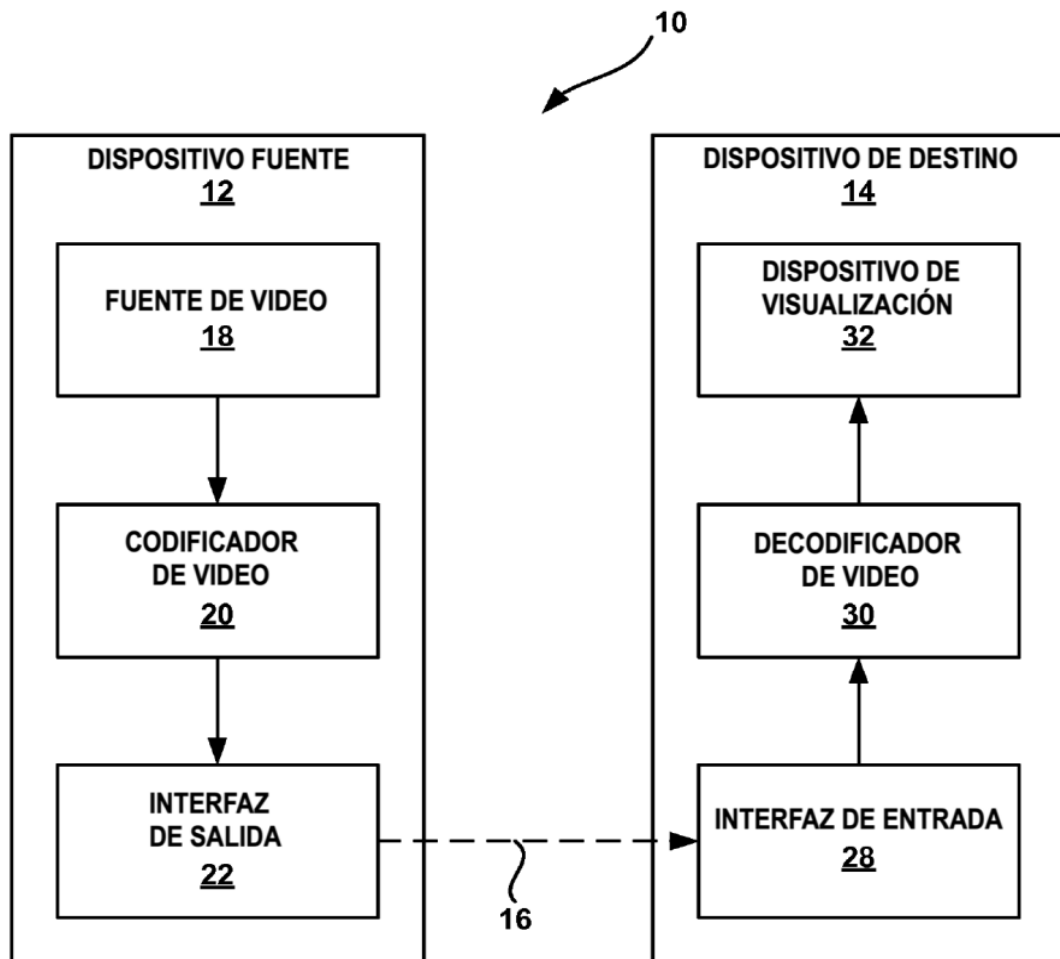 10
DISPOSITIVO FUENTE
12
FUENTE DE VIDEO
18
CODIFICADOR
DE VIDEO
20
INTERFAZ
DE SALIDA
22
16
DISPOSITIVO DE DESTINO
14
DISPOSITIVO DE
VISUALIZACIÓN
32
DECODIFICADOR
DE VIDEO
30
INTERFAZ DE ENTRADA
28